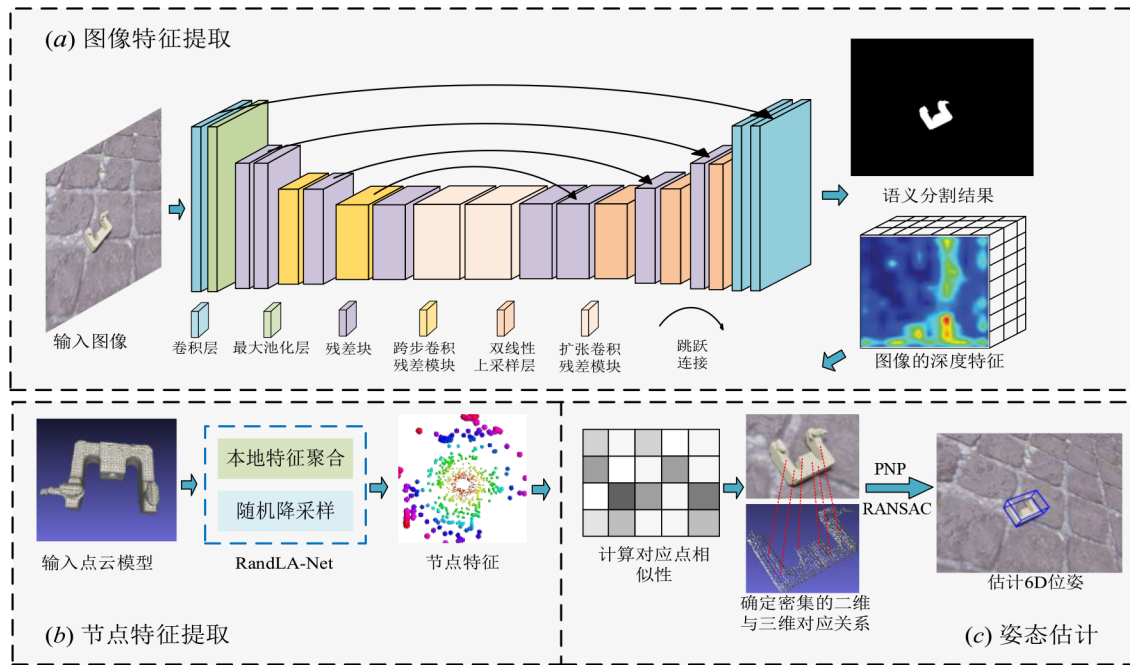 (a) 图像特征提取
输入图像
卷积层
最大池化层
残差块
跨步卷积
残差模块
双线性
上采样层
扩张卷积
残差模块
跳跃
连接
语义分割结果
图像的深度特征
输入点云模型
本地特征聚合
随机降采样
RandLA-Net
节点特征
(b) 节点特征提取
计算对应点相
似性
确定密集的二维
与三维对应关系
PNP
RANSAC
估计6D位姿
(c) 姿态估计